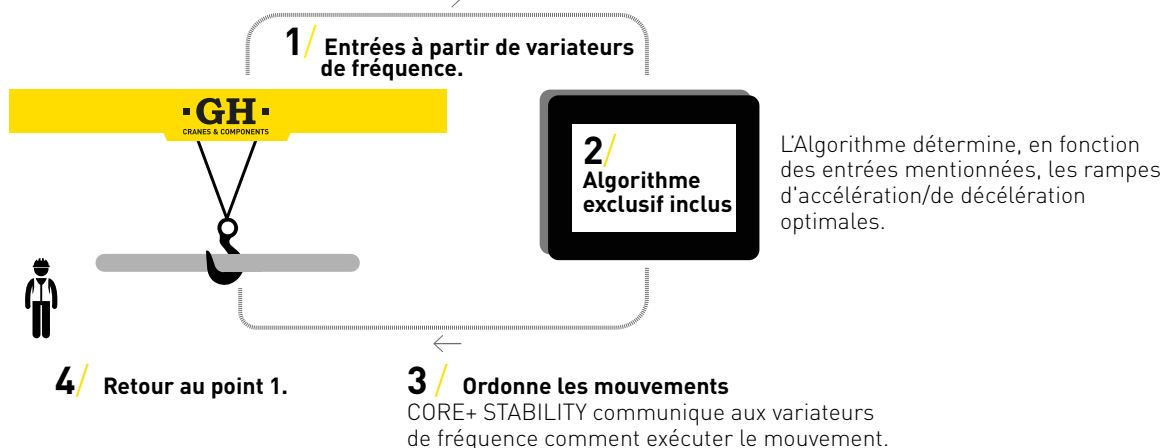 1/ Entrées à partir de variateurs
de fréquence.
·GH·
CRANES & COMPONENTS
2/
Algorithme
exclusif inclus
L'Algorithme détermine, en fonction
des entrées mentionnées, les rampes
d'accélération/de décélération
optimales.
4/ Retour au point 1.
3/ Ordonne les mouvements
CORE+ STABILITY communique aux variateurs
de fréquence comment exécuter le mouvement.